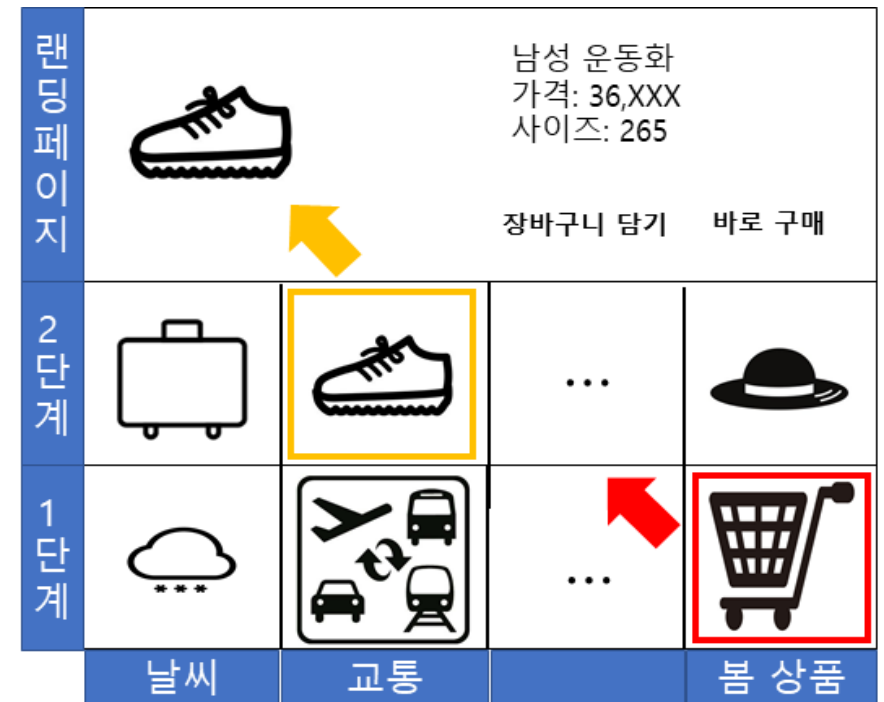 랜딩페이지
남성 운동화
가격: 36,XXX
사이즈: 265
장바구니 담기 바로 구매
2단계
...
1단계
...
날씨 교통 봄 상품